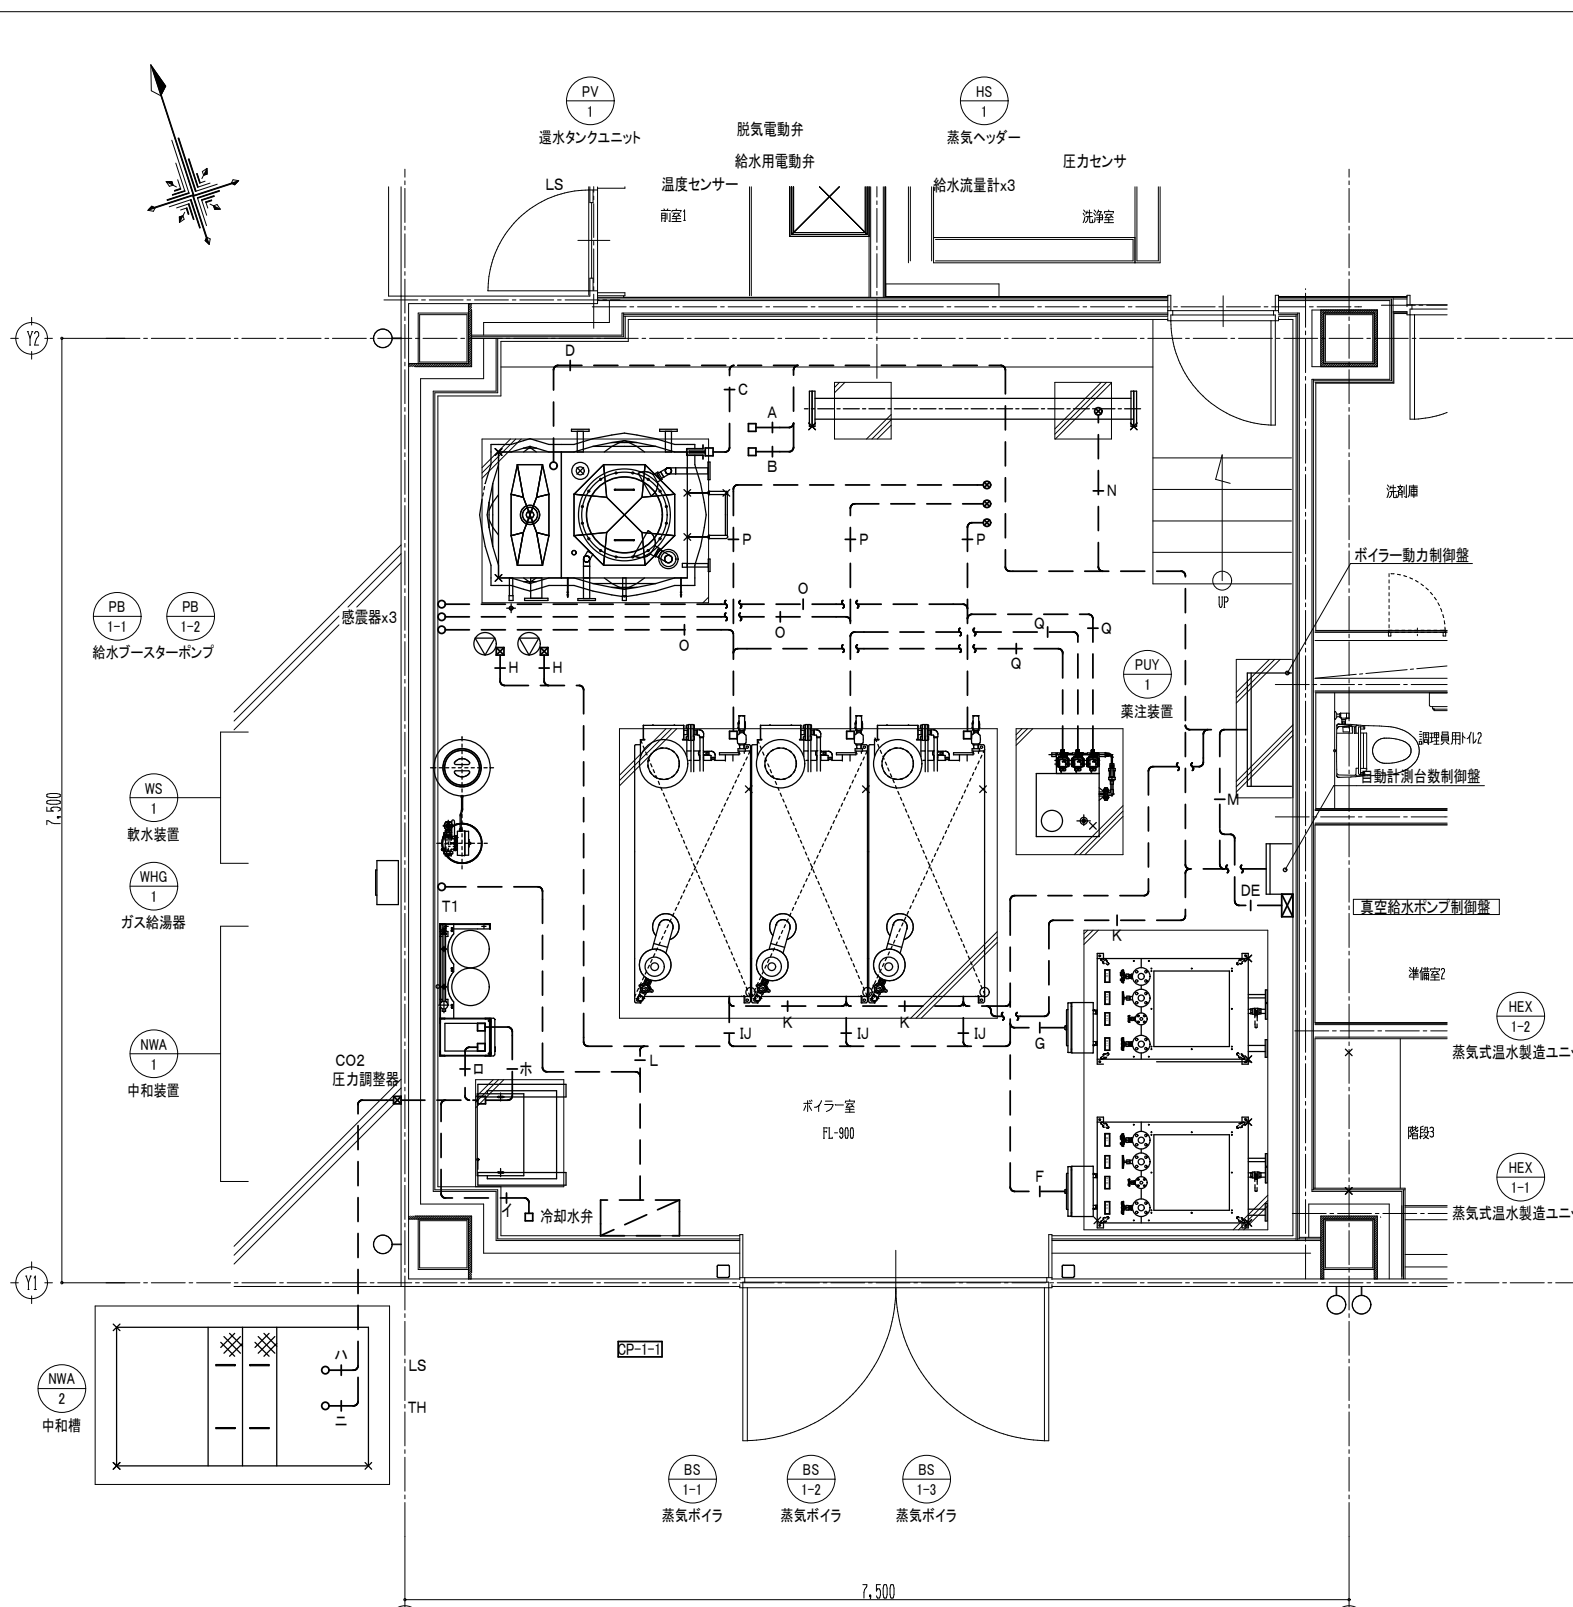 PV
1
還水タンクユニット
HS
1
蒸気ヘッダー
脱気電動弁
給水用電動弁
圧力センサ
LS
温度センサー
給水流量計x3
前室1
洗浄室
Y2
D
C
A
B
N
洗剤庫
P
P
P
ボイラー動力制御盤
UP
PB
1-1
PB
1-2
給水ブースターポンプ
感震器x3
O
O
O
Q
Q
Q
H
H
PUY
1
薬注装置
調理員用トイレ2
自動計測台数制御盤
7,500
WS
1
軟水装置
M
WHG
1
ガス給湯器
T1
DE
真空給水ポンプ制御盤
K
準備室2
HEX
1-2
蒸気式温水製造ユニッ
NWA
1
中和装置
K
K
IJ
IJ
IJ
G
L
CO2
圧力調整器
ロ
ホ
ボイラー室
FL-900
階段3
HEX
1-1
蒸気式温水製造ユニッ
F
イ
冷却水弁
Y1
CP-1-1
ハ
LS
NWA
2
中和槽
ニ
TH
BS
1-1
蒸気ボイラ
BS
1-2
蒸気ボイラ
BS
1-3
蒸気ボイラ
7,500